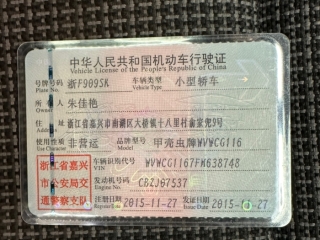 中华人民共和国机动车行驶证
Vehicle License of the People's Republic of China
号牌号码 浙F909SK 车辆类型 小型轿车
Plate No. Vehicle Type
所有人 朱佳艳
Owner
住址 浙江省嘉兴市南湖区大桥镇十八里村俞家兜9号
Address
使用性质 非营运 品牌型号 甲壳虫牌WVWCG116
Use Character Model
浙江省嘉兴
市公安局交
通警察支队
车辆识别代号 WVWCG1167FM638748
VIN
发动机号码 CBZJ07537
Engine No.
注册日期 2015-11-27 发证日期 2015-11-27
Register Date Issue Date